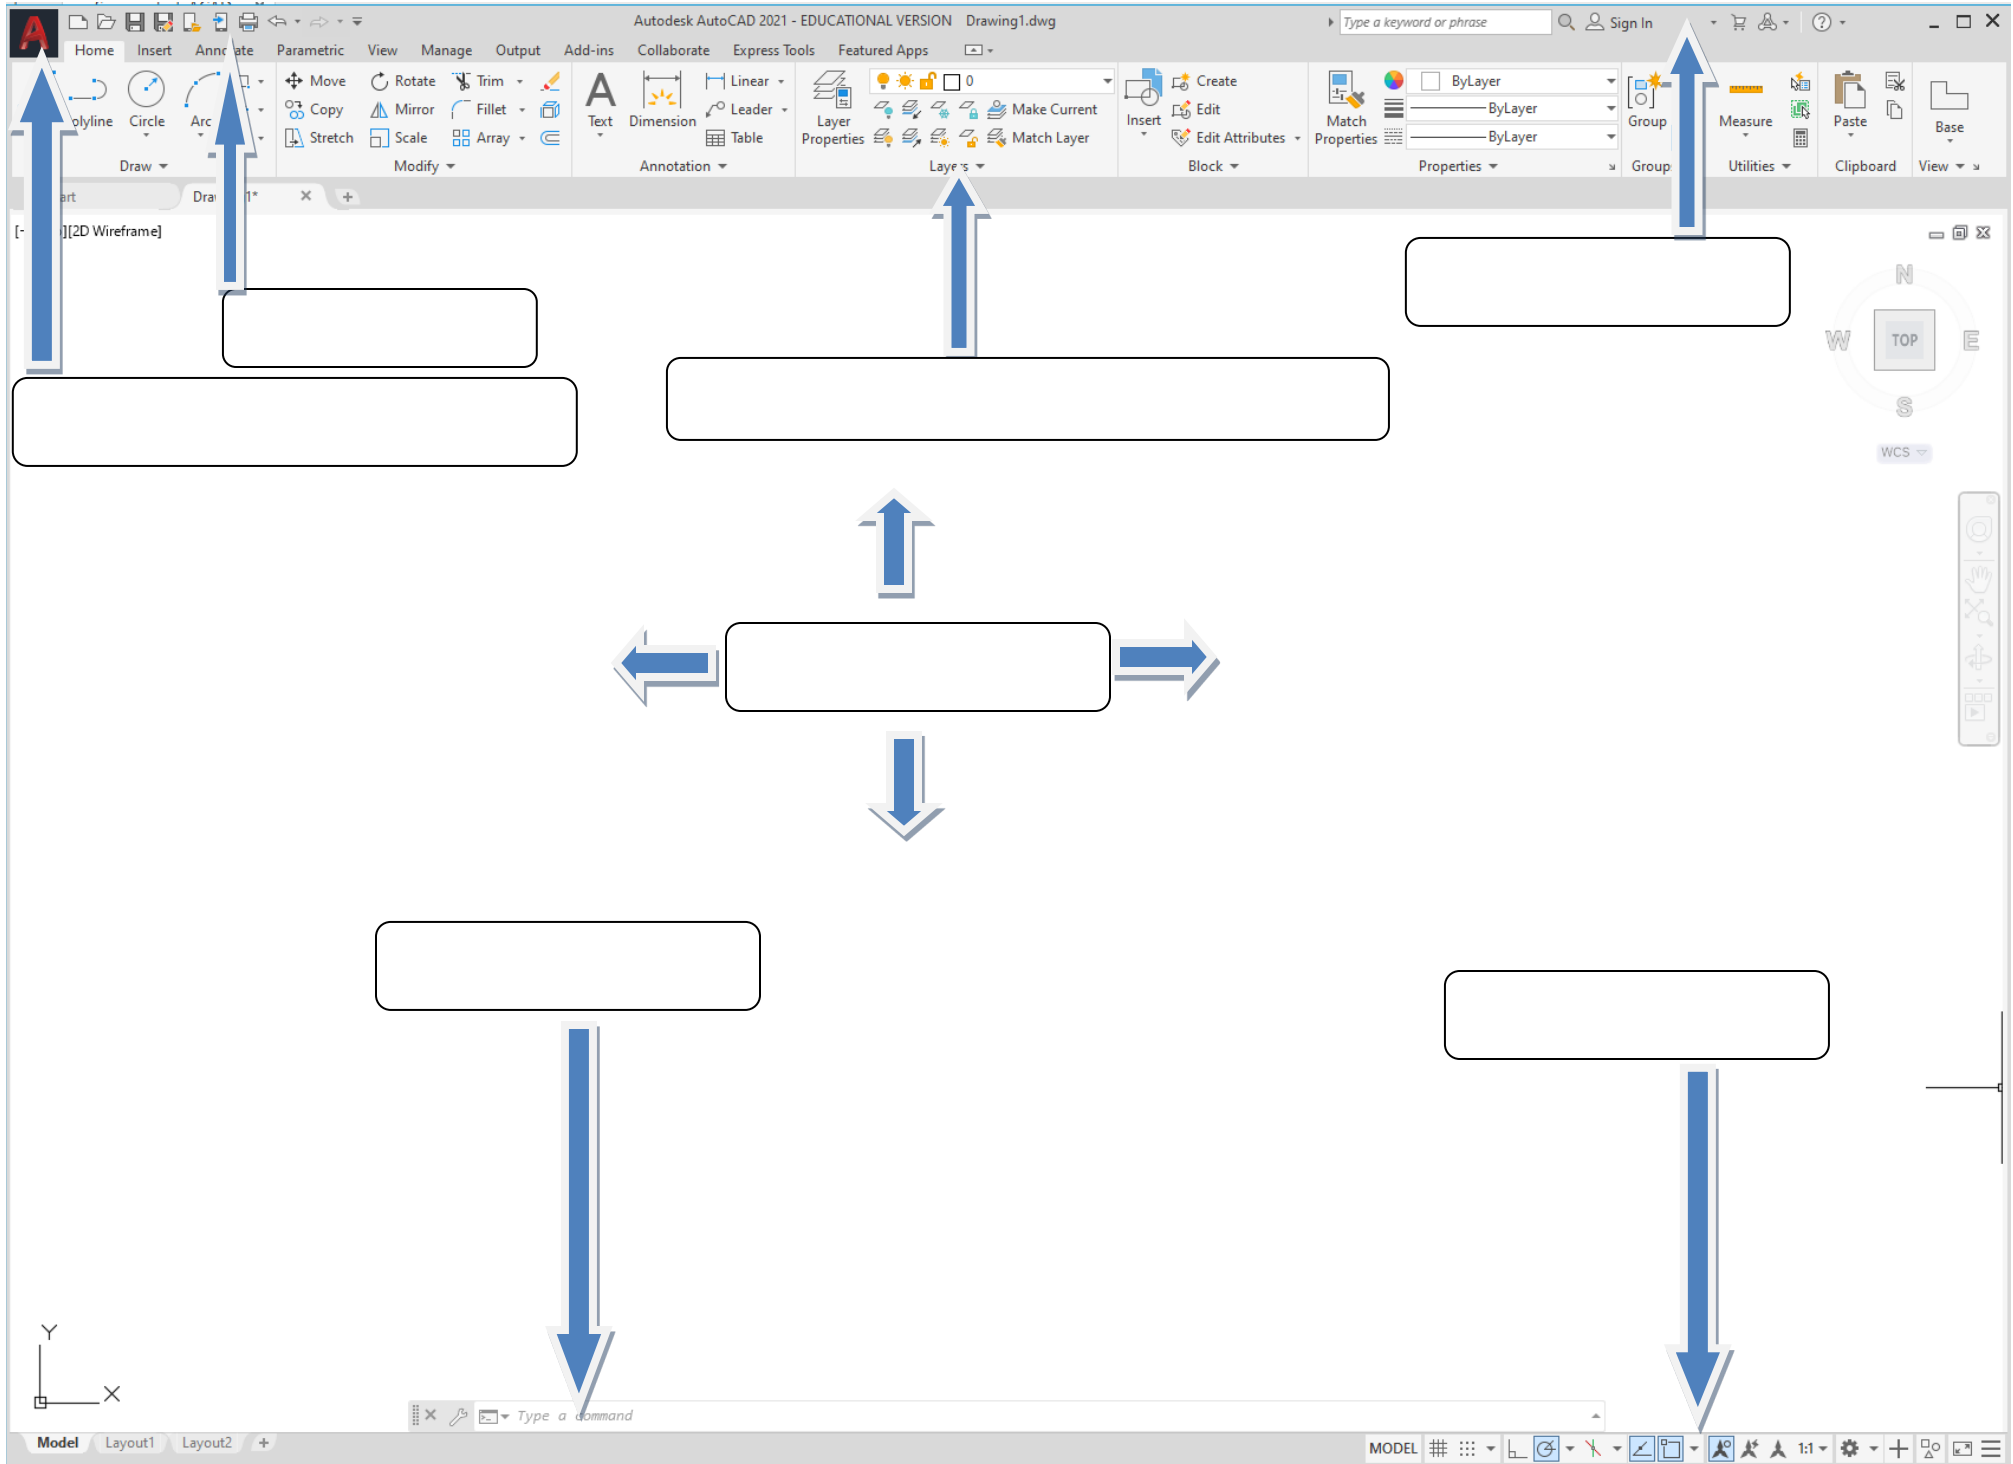 Autodesk AutoCAD 2021 - EDUCATIONAL VERSION Drawing1.dwg
Type a keyword or phrase
Sign In
Home Insert Annotate Parametric View Manage Output Add-ins Collaborate Express Tools Featured Apps
Move Rotate Trim Linear 0 Create ByLayer
Copy Mirror Fillet Leader Make Current Edit ByLayer
Circle Arc Text Dimension Layer Insert Match Group Measure Paste Base
Stretch Scale Array Table Properties Match Layer Edit Attributes Properties ByLayer
Draw Modify Annotation Layers Block Properties Utilities Clipboard View
[2D Wireframe]
N
W TOP E
S
WCS
Y
X
Type a command
Model Layout1 Layout2
MODEL 1:1